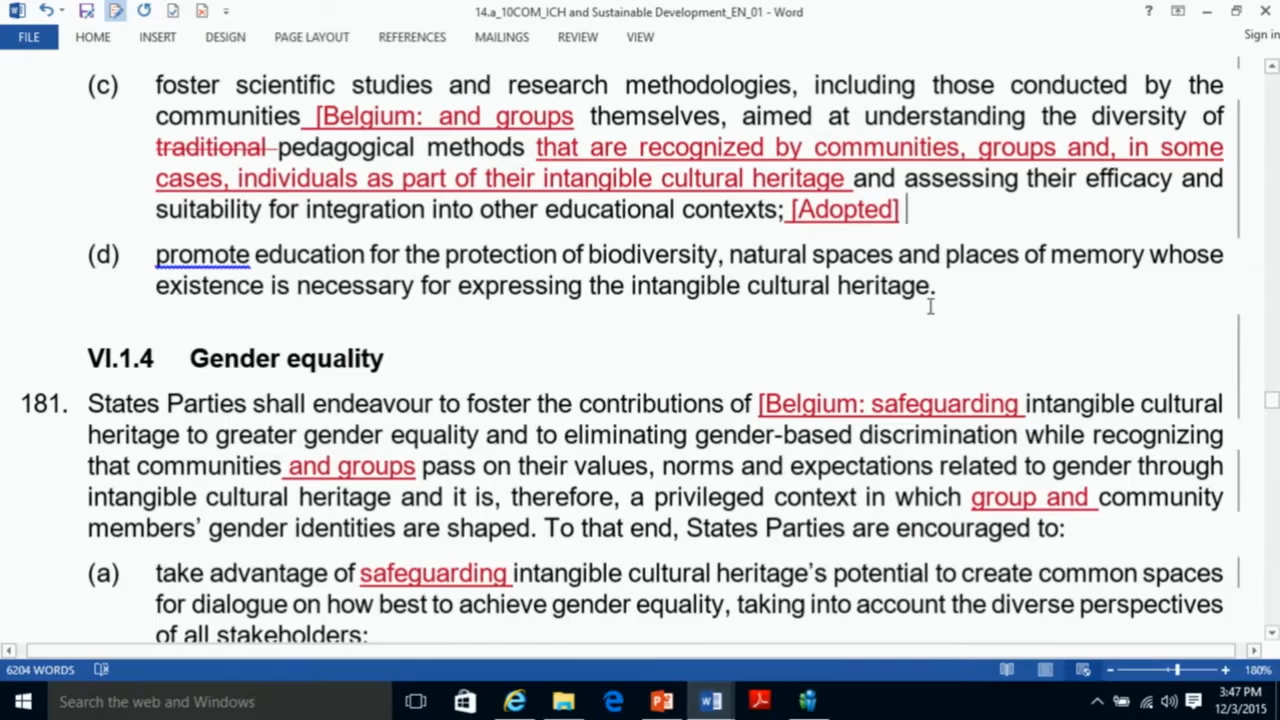 14.a_10COM_ICH and Sustainable Development_EN_01 - Word
FILE HOME INSERT DESIGN PAGE LAYOUT REFERENCES MAILINGS REVIEW VIEW Sign in
(c) foster scientific studies and research methodologies, including those conducted by the
communities [Belgium: and groups themselves, aimed at understanding the diversity of
traditional pedagogical methods that are recognized by communities, groups and, in some
cases, individuals as part of their intangible cultural heritage and assessing their efficacy and
suitability for integration into other educational contexts; [Adopted]
(d) promote education for the protection of biodiversity, natural spaces and places of memory whose
existence is necessary for expressing the intangible cultural heritage.
VI.1.4 Gender equality
181. States Parties shall endeavour to foster the contributions of [Belgium: safeguarding intangible cultural
heritage to greater gender equality and to eliminating gender-based discrimination while recognizing
that communities and groups pass on their values, norms and expectations related to gender through
intangible cultural heritage and it is, therefore, a privileged context in which group and community
members' gender identities are shaped. To that end, States Parties are encouraged to:
(a) take advantage of safeguarding intangible cultural heritage's potential to create common spaces
for dialogue on how best to achieve gender equality, taking into account the diverse perspectives
of all stakeholders;
6204 WORDS 180%
Search the web and Windows 3:47 PM
12/3/2015